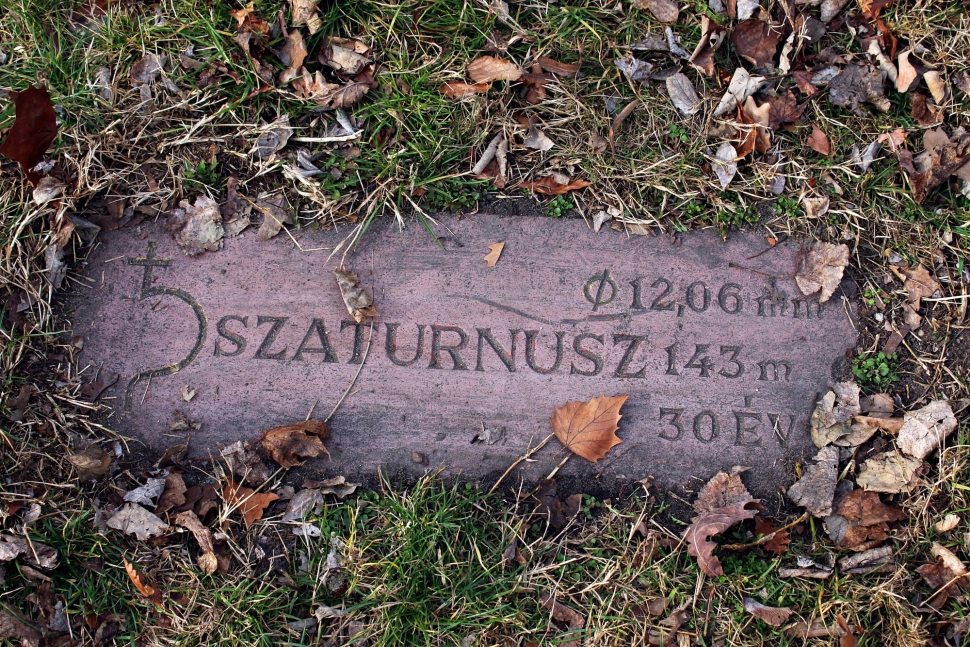 ♄ SZATURNUSZ
⌀ 12,06 mm
143 m
30 ÉV